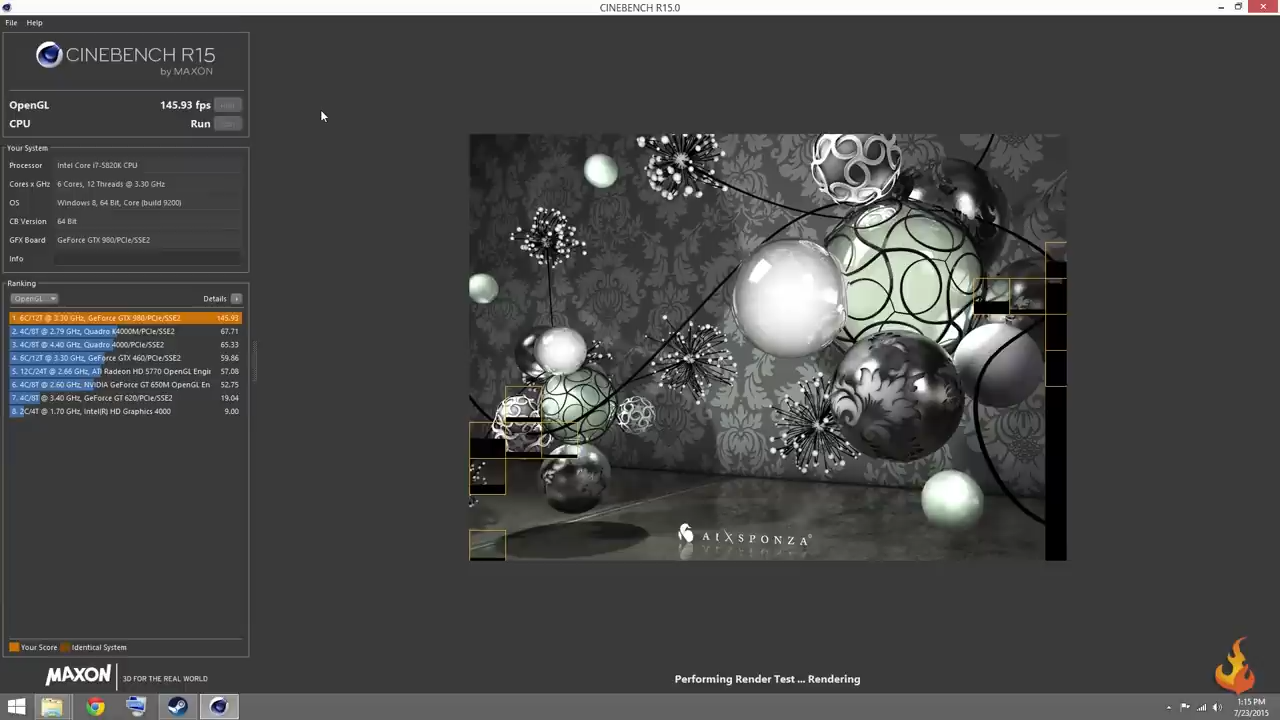 CINEBENCH R15.0
File Help
CINEBENCH R15
by MAXON
OpenGL 145.93 fps
CPU Run
Your System
Processor Intel Core i7-5820K CPU
Cores x GHz 6 Cores, 12 Threads @ 3.30 GHz
OS Windows 8, 64 Bit, Core (build 9200)
CB Version 64 Bit
GFX Board GeForce GTX 980/PCIe/SSE2
Info
Ranking
OpenGL Details
1. 6C/12T @ 3.30 GHz, GeForce GTX 980/PCIe/SSE2 145.93
2. 4C/8T @ 2.79 GHz, Quadro K4000M/PCIe/SSE2 67.71
3. 4C/8T @ 4.40 GHz, Quadro 4000/PCIe/SSE2 65.33
4. 6C/12T @ 3.30 GHz, GeForce GTX 460/PCIe/SSE2 59.86
5. 12C/24T @ 2.66 GHz, ATI Radeon HD 5770 OpenGL Engin 57.08
6. 4C/8T @ 2.60 GHz, NVIDIA GeForce GT 650M OpenGL En 52.75
7. 4C/8T @ 3.40 GHz, GeForce GT 620/PCIe/SSE2 19.04
8. 2C/4T @ 1.70 GHz, Intel(R) HD Graphics 4000 9.00
AIXSPONZA®
Your Score Identical System
MAXON 3D FOR THE REAL WORLD
Performing Render Test ... Rendering
1:15 PM
7/23/2015